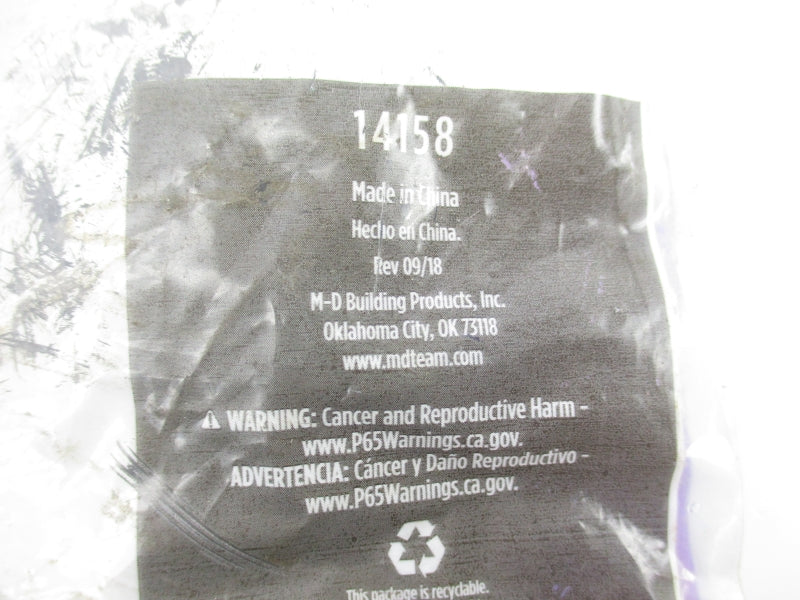 14158
Made in China
Hecho en China.
Rev 09/18
M-D Building Products, Inc.
Oklahoma City, OK 73118
www.mdteam.com
⚠ WARNING: Cancer and Reproductive Harm -
www.P65Warnings.ca.gov.
ADVERTENCIA: Cáncer y Daño Reproductivo -
www.P65Warnings.ca.gov.
This package is recyclable.